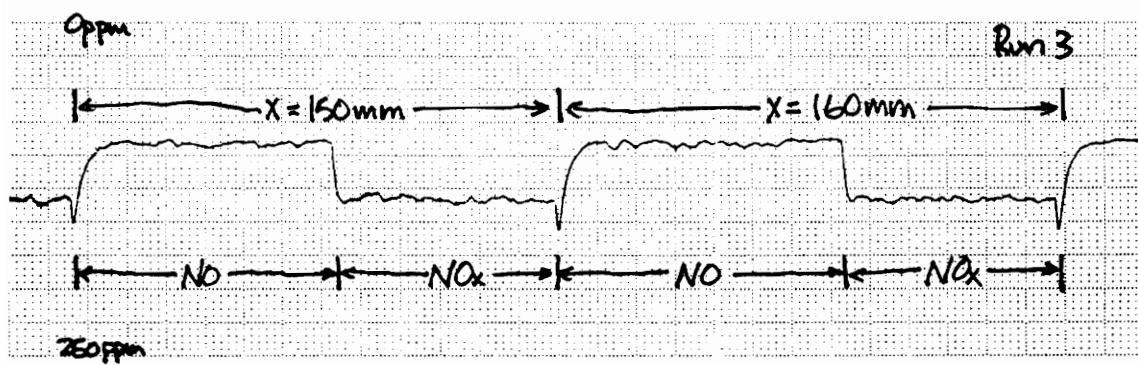 0ppm
Run 3
X=150mm X=160mm
NO NOx NO NOx
250ppm